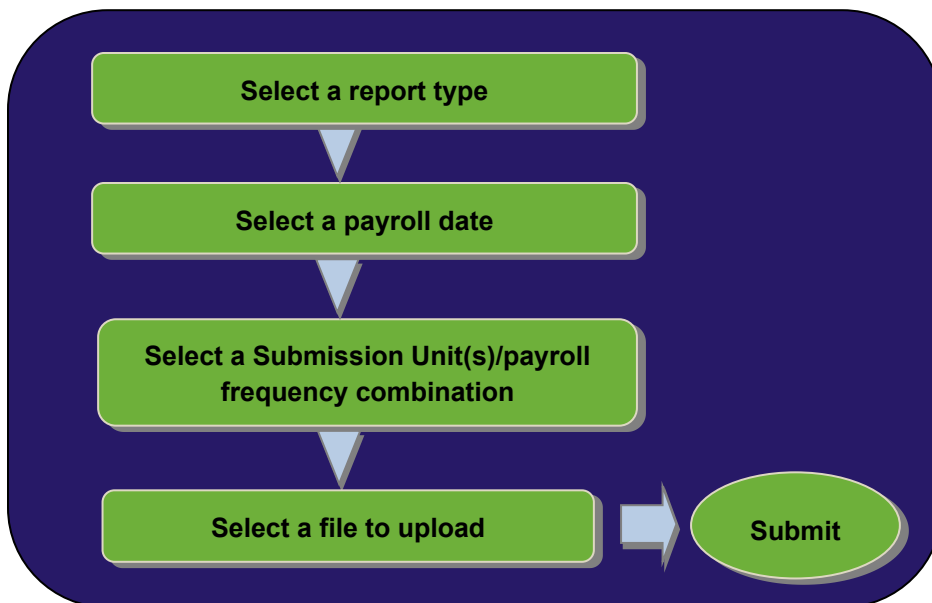 Select a report type
Select a payroll date
Select a Submission Unit(s)/payroll
frequency combination
Select a file to upload
Submit